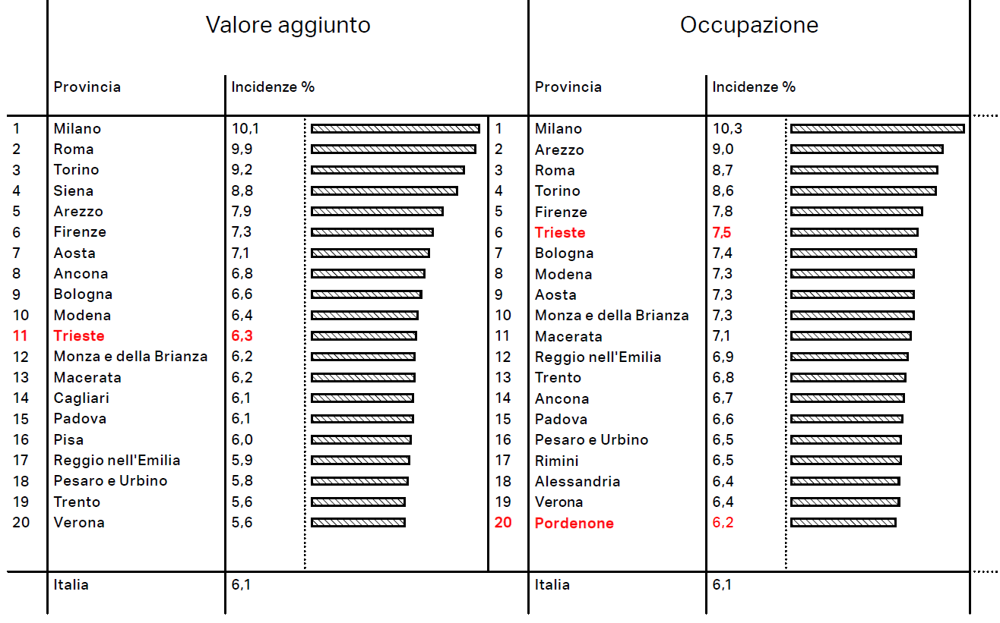 Valore aggiunto Occupazione
Provincia Incidenze % Provincia Incidenze %
1 Milano 10,1 1 Milano 10,3
2 Roma 9,9 2 Arezzo 9,0
3 Torino 9,2 3 Roma 8,7
4 Siena 8,8 4 Torino 8,6
5 Arezzo 7,9 5 Firenze 7,8
6 Firenze 7,3 6 Trieste 7,5
7 Aosta 7,1 7 Bologna 7,4
8 Ancona 6,8 8 Modena 7,3
9 Bologna 6,6 9 Aosta 7,3
10 Modena 6,4 10 Monza e della Brianza 7,3
11 Trieste 6,3 11 Macerata 7,1
12 Monza e della Brianza 6,2 12 Reggio nell'Emilia 6,9
13 Macerata 6,2 13 Trento 6,8
14 Cagliari 6,1 14 Ancona 6,7
15 Padova 6,1 15 Padova 6,6
16 Pisa 6,0 16 Pesaro e Urbino 6,5
17 Reggio nell'Emilia 5,9 17 Rimini 6,5
18 Pesaro e Urbino 5,8 18 Alessandria 6,4
19 Trento 5,6 19 Verona 6,4
20 Verona 5,6 20 Pordenone 6,2
Italia 6,1 Italia 6,1